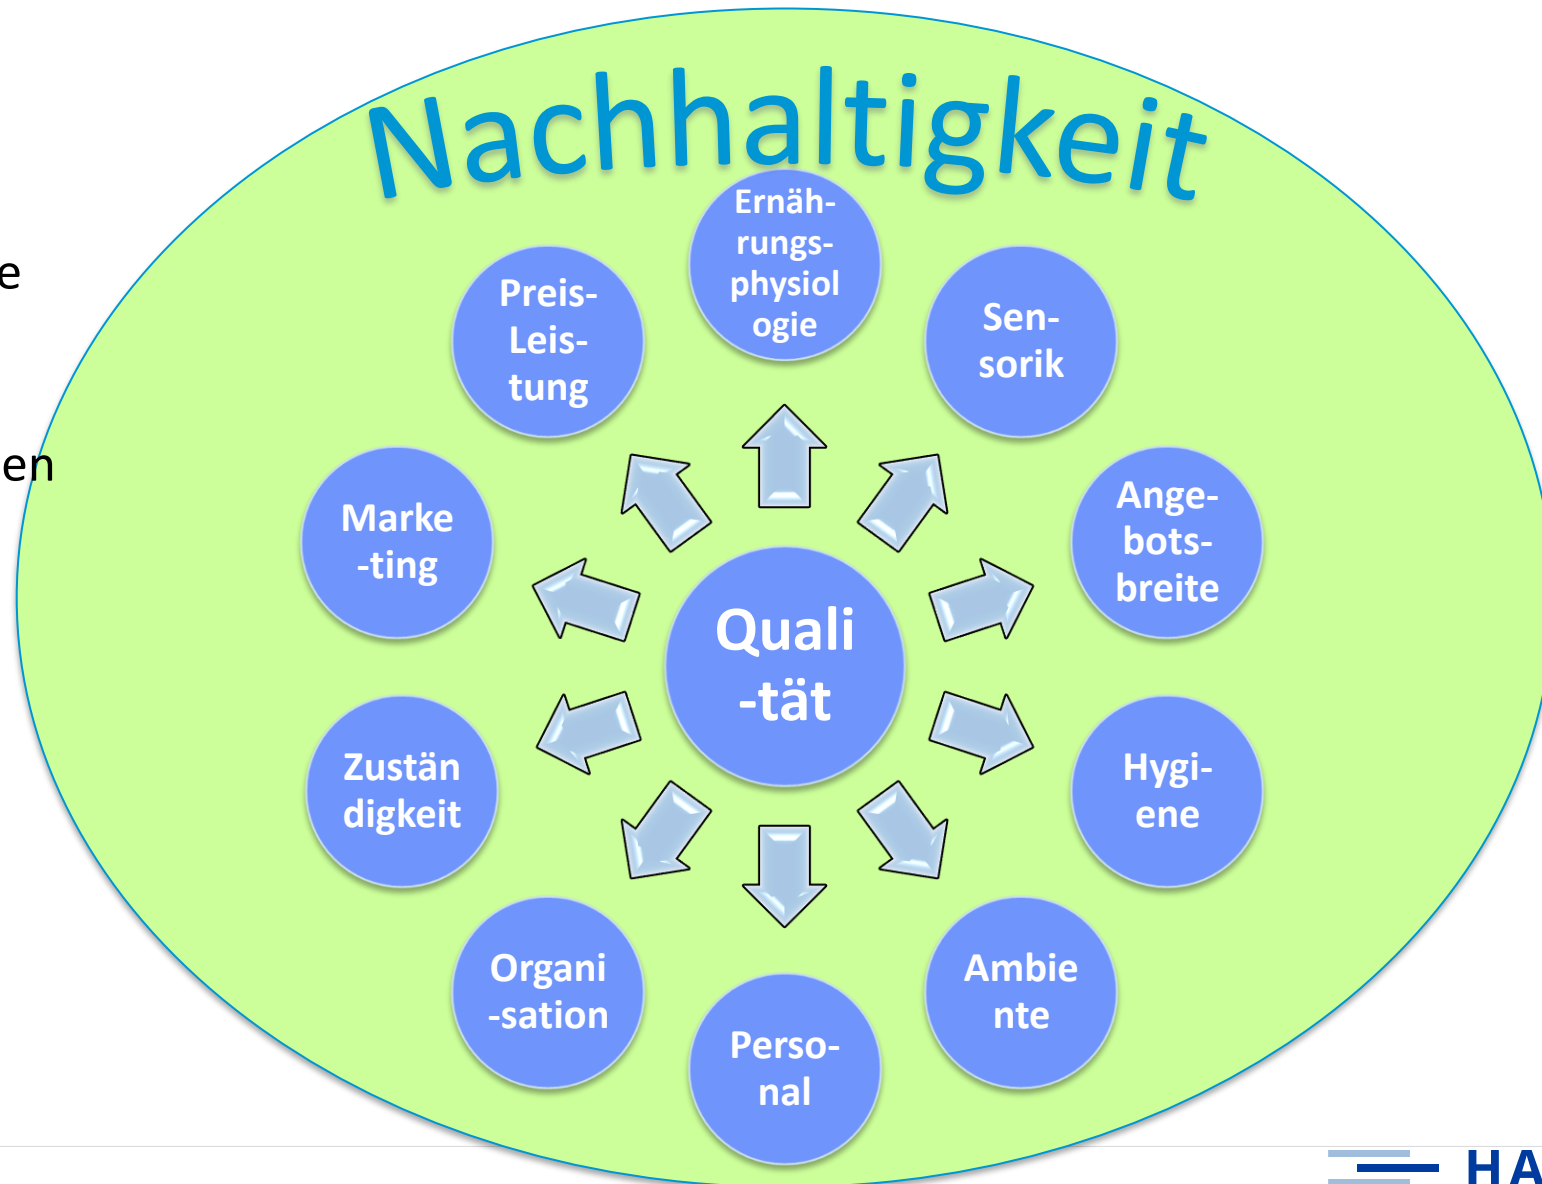 Nachhaltigkeit
e
en
Ernäh-
rungs-
physiol
ogie
Sen-
sorik
Ange-
bots-
breite
Hygi-
ene
Ambie
nte
Perso-
nal
Organi
-sation
Zustän
digkeit
Marke
-ting
Preis-
Leis-
tung
Quali
-tät
HA